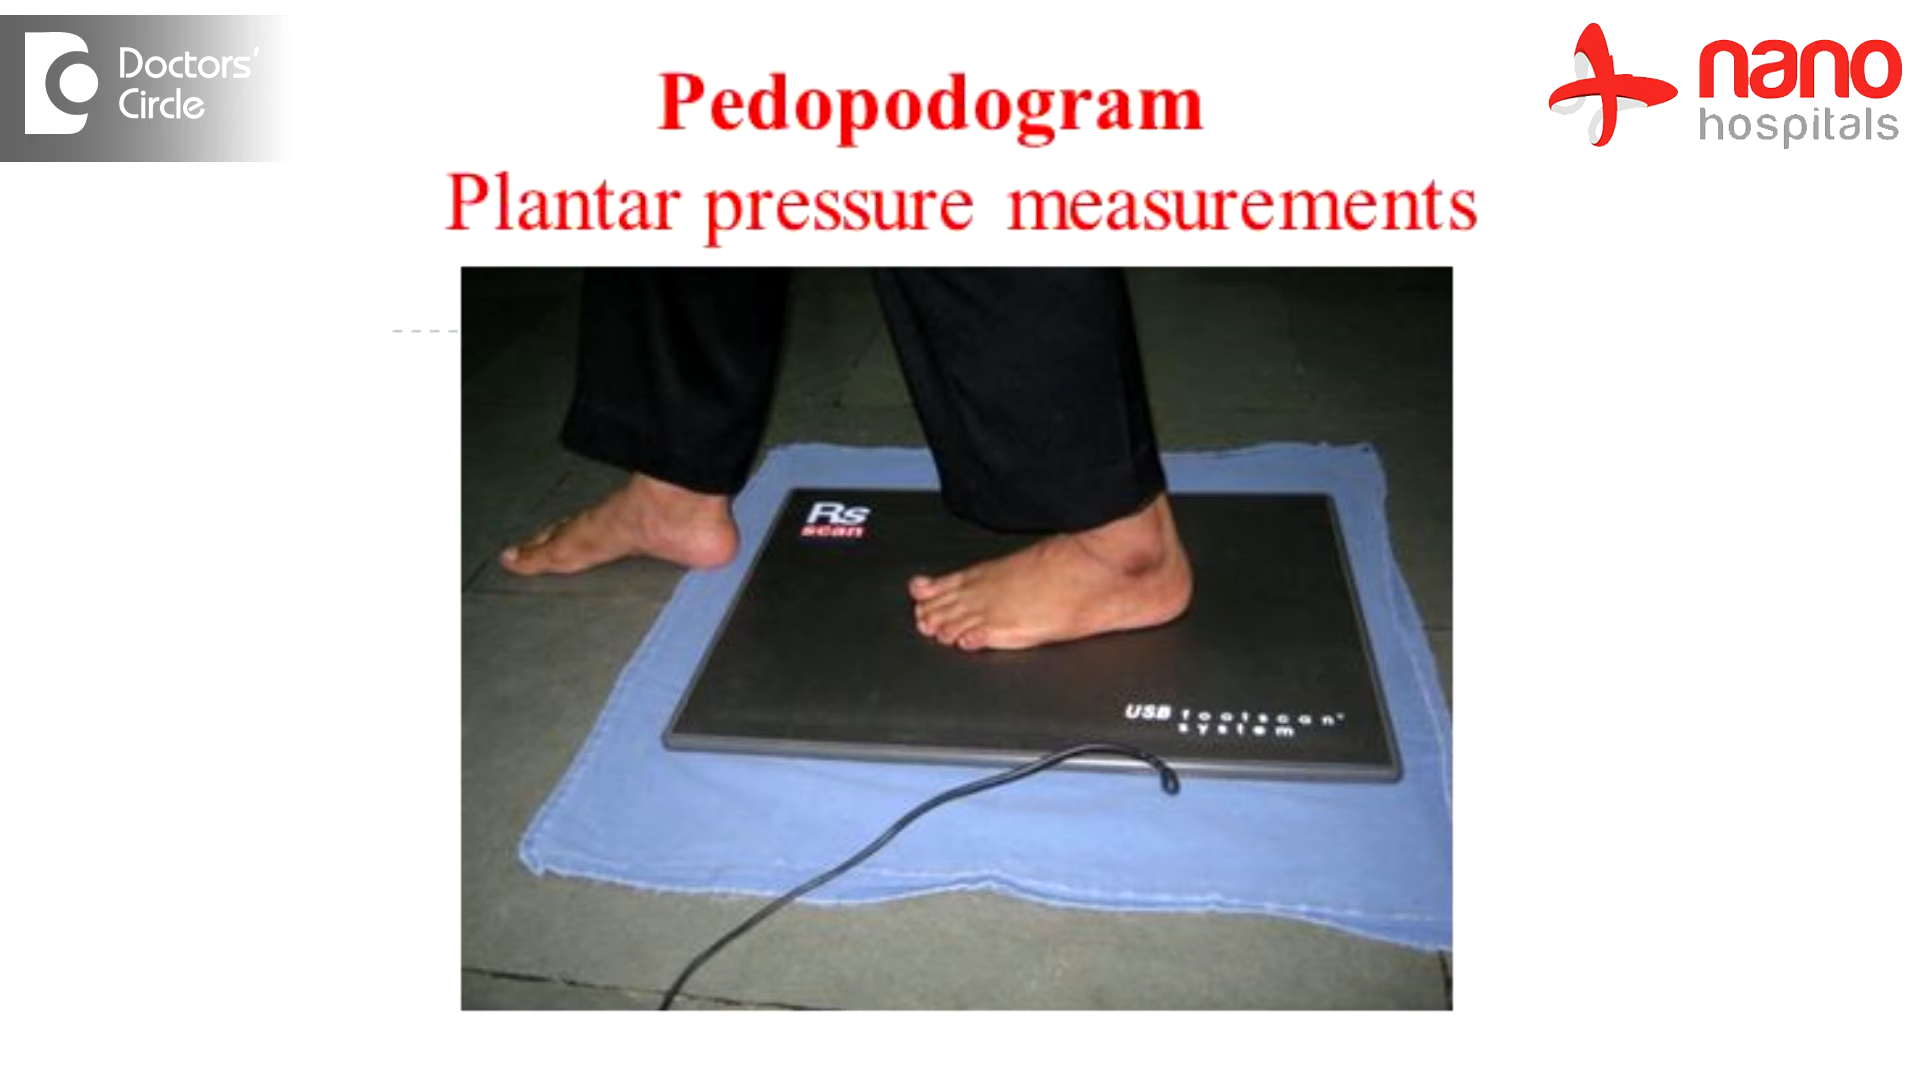 Doctors'
Circle
nano
hospitals
Pedopodogram
Plantar pressure measurements
Rs
scan
USB footscan®
system